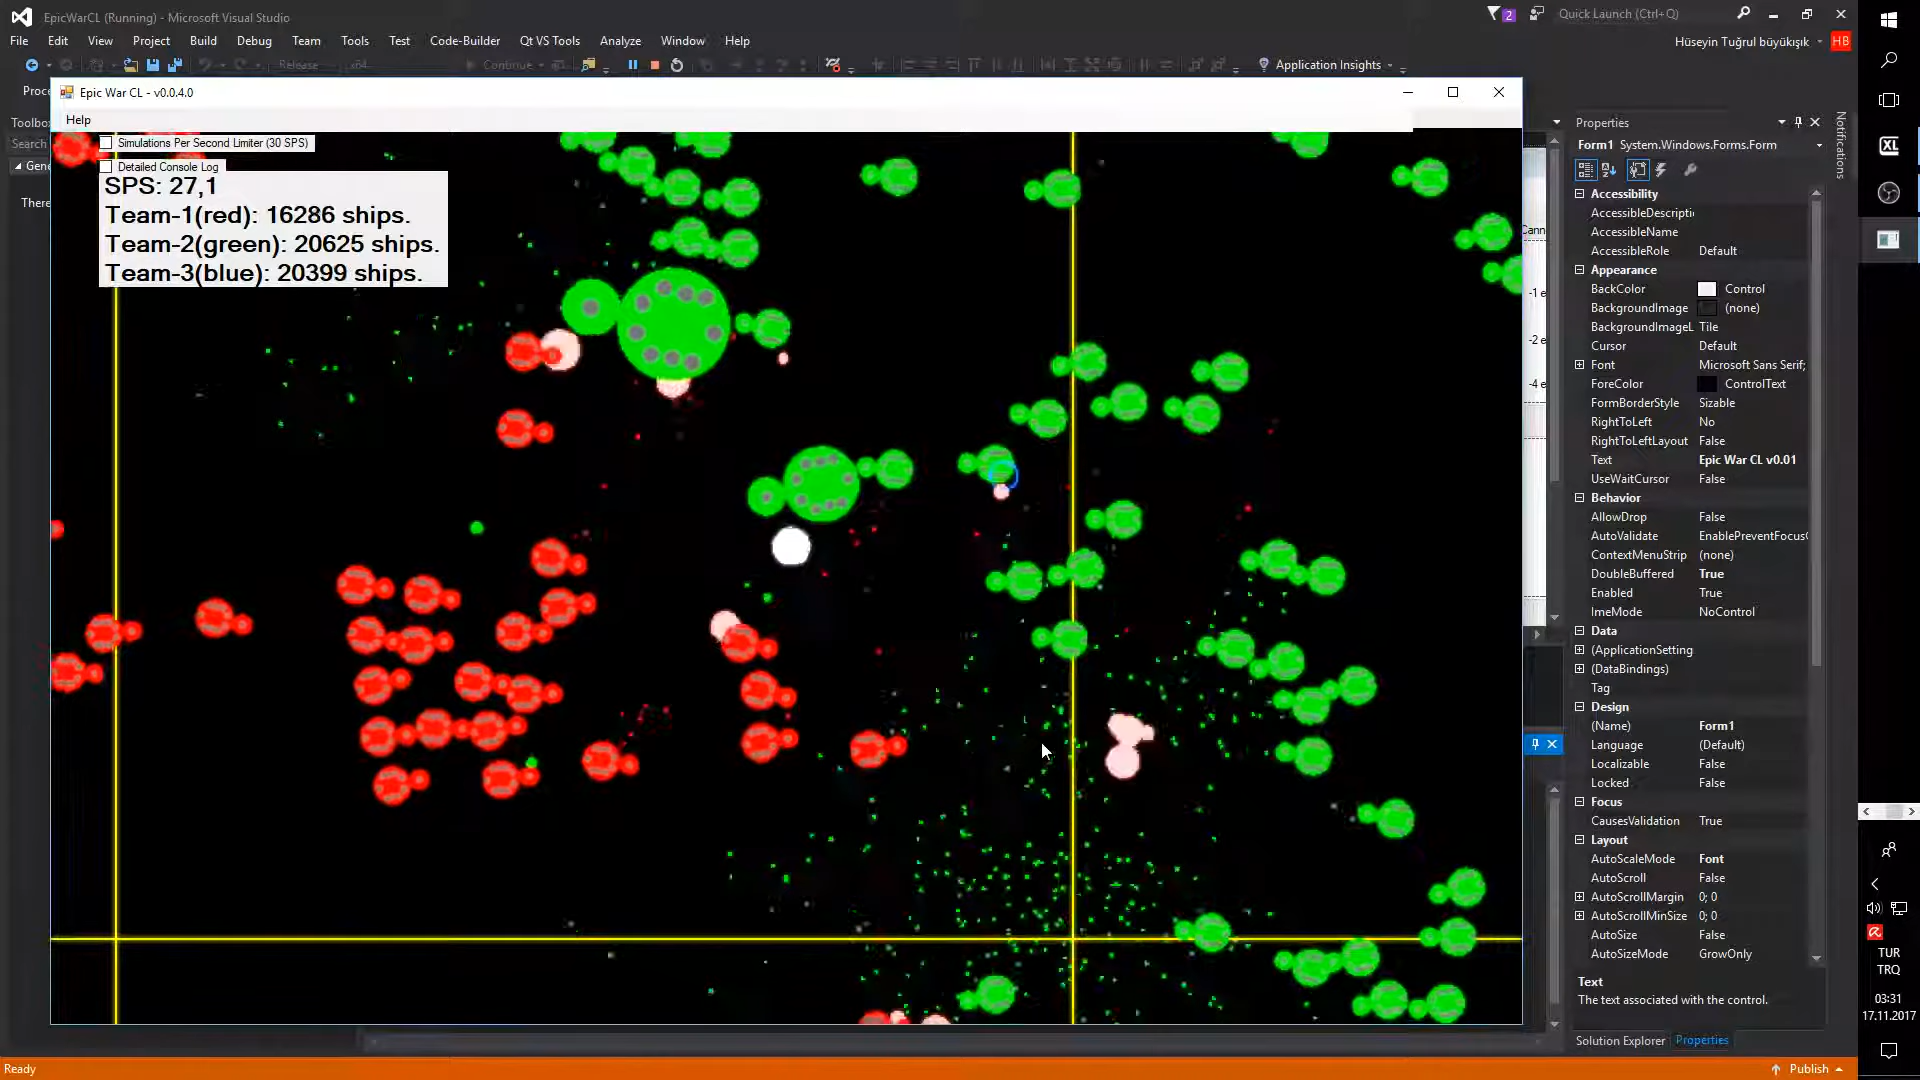 EpicWarCL (Running) - Microsoft Visual Studio
2
Quick Launch (Ctrl+Q)
File Edit View Project Build Debug Team Tools Test Code-Builder Qt VS Tools Analyze Window Help
Hüseyin Tuğrul büyükışık
HB
Release x64 Continue
Application Insights
Proce
Epic War CL - v0.0.4.0
Help
Toolbo
Search
Gene
There
Simulations Per Second Limiter (30 SPS)
Detailed Console Log
SPS: 27,1
Team-1(red): 16286 ships.
Team-2(green): 20625 ships.
Team-3(blue): 20399 ships.
Cann
-1 e
-2 e
-4 e
Properties
Form1 System.Windows.Forms.Form
Accessibility
AccessibleDescripti
AccessibleName
AccessibleRole Default
Appearance
BackColor Control
BackgroundImage (none)
BackgroundImageL Tile
Cursor Default
Font Microsoft Sans Serif;
ForeColor ControlText
FormBorderStyle Sizable
RightToLeft No
RightToLeftLayout False
Text Epic War CL v0.01
UseWaitCursor False
Behavior
AllowDrop False
AutoValidate EnablePreventFocus
ContextMenuStrip (none)
DoubleBuffered True
Enabled True
ImeMode NoControl
Data
(ApplicationSetting
(DataBindings)
Tag
Design
(Name) Form1
Language (Default)
Localizable False
Locked False
Focus
CausesValidation True
Layout
AutoScaleMode Font
AutoScroll False
AutoScrollMargin 0; 0
AutoScrollMinSize 0; 0
AutoSize False
AutoSizeMode GrowOnly
Text
The text associated with the control.
Solution Explorer Properties
Notifications
XL
TUR
TRQ
03:31
17.11.2017
Ready
Publish